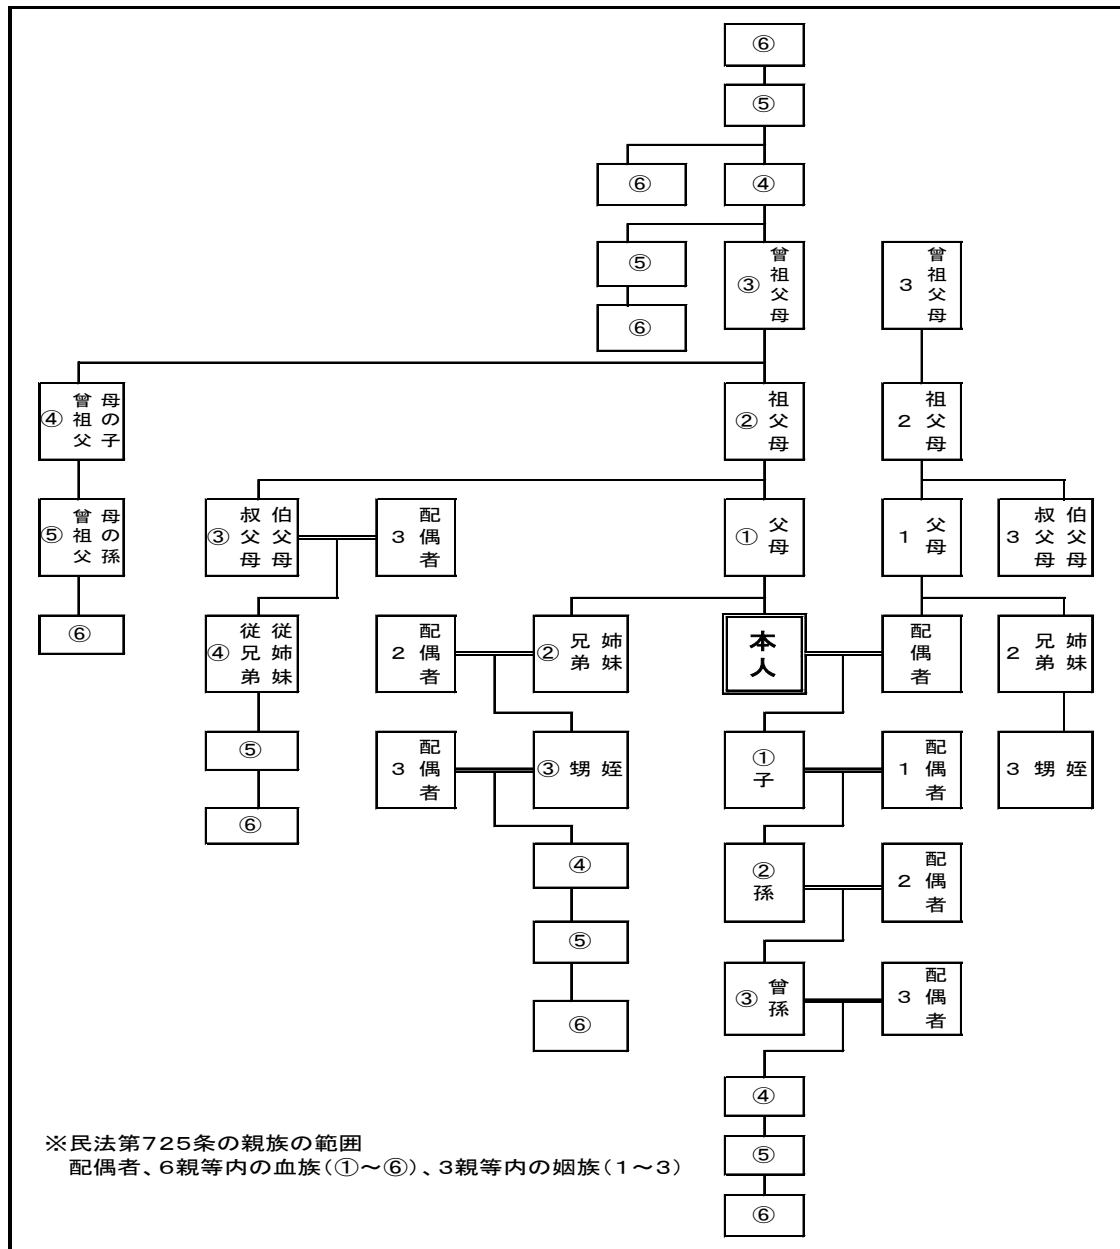 ⑥
⑤
⑥
④
⑤
③ 曾祖父母
3 曾祖父母
⑥
④ 曾祖父母の子
② 祖父母
2 祖父母
⑤ 曾祖父母の孫
③ 伯父母 叔父母
3 配偶者
① 父母
1 父母
3 伯父母 叔父母
⑥
④ 従兄弟 従姉妹
2 配偶者
② 兄弟 姉妹
本人
配偶者
2 兄弟 姉妹
⑤
3 配偶者
③ 甥 姪
① 子
1 配偶者
3 甥 姪
⑥
④
② 孫
2 配偶者
⑤
③ 曾孫
3 配偶者
⑥
④
⑤
⑥
※民法第725条の親族の範囲
配偶者、6親等内の血族(①~⑥)、3親等内の姻族(1~3)